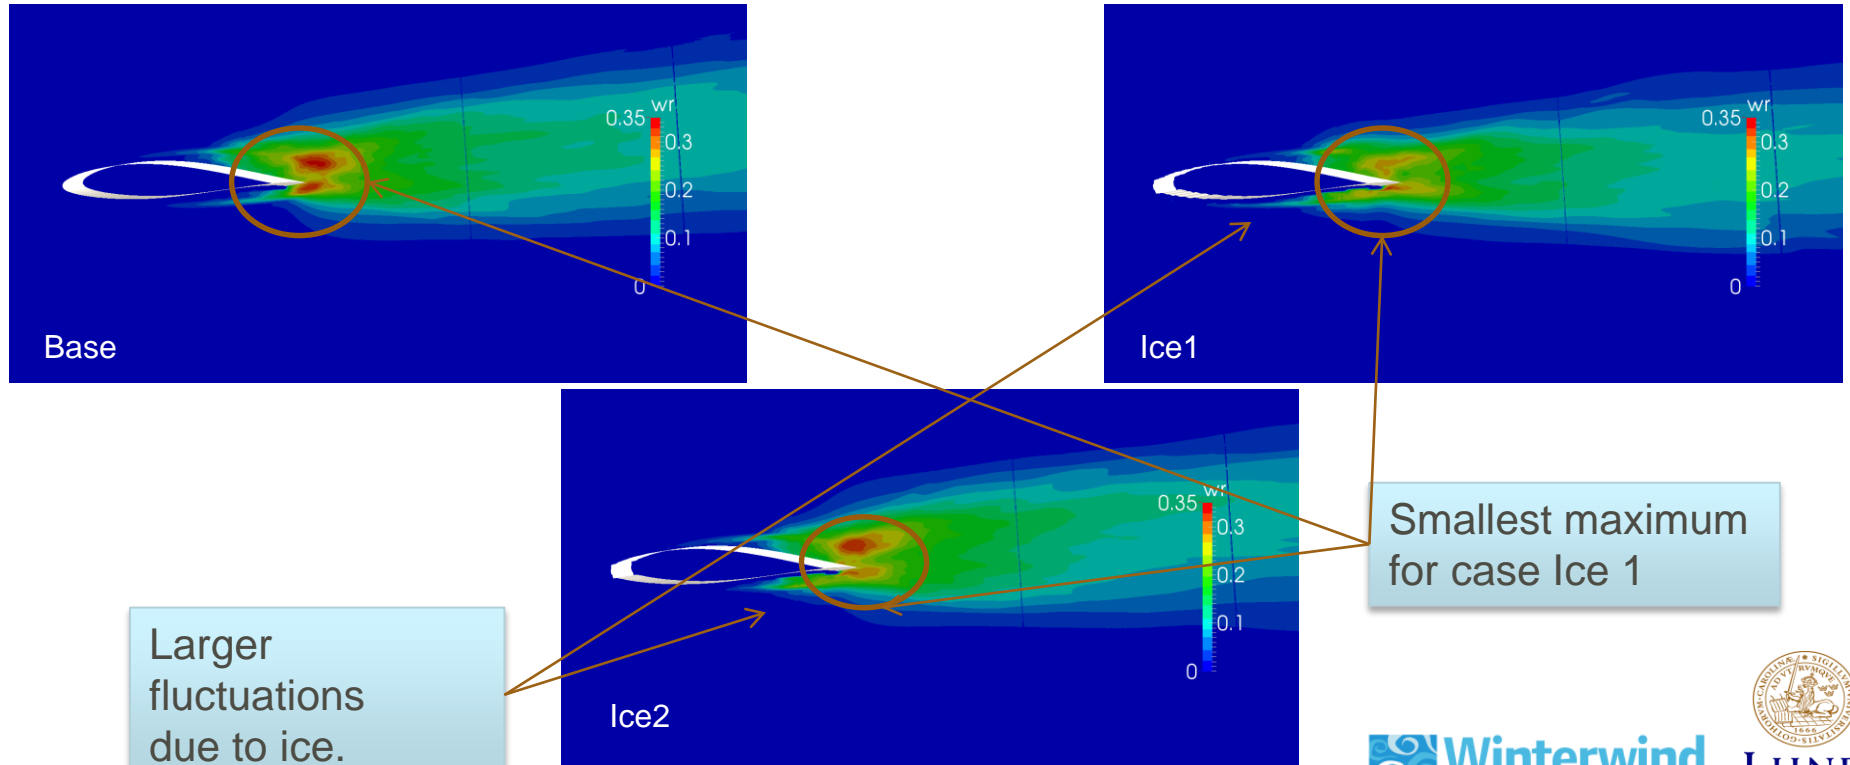 wr
0.35
0.3
0.2
0.1
0
Base
wr
0.35
0.3
0.2
0.1
0
Ice1
wr
0.35
0.3
0.2
0.1
0
Ice2
Smallest maximum
for case Ice 1
Larger
fluctuations
due to ice.
Winterwind